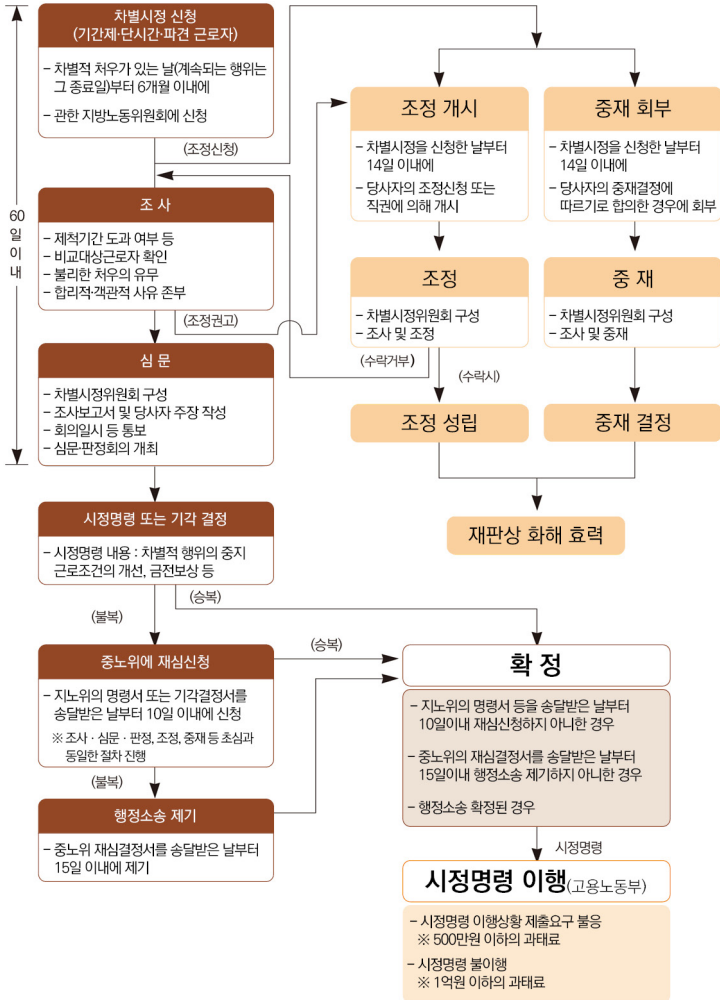 차별시정 신청
(기간제·단시간·파견 근로자)
– 차별적 처우가 있는 날(계속되는 행위는
그 종료일)부터 6개월 이내에
– 관한 지방노동위원회에 신청
(조정신청)
60일 이내
조 사
– 제척기간 도과 여부 등
– 비교대상근로자 확인
– 불리한 처우의 유무
– 합리적·객관적 사유 존부
(조정권고)
심 문
– 차별시정위원회 구성
– 조사보고서 및 당사자 주장 작성
– 회의일시 등 통보
– 심문·판정회의 개최
시정명령 또는 기각 결정
– 시정명령 내용 : 차별적 행위의 중지
근로조건의 개선, 금전보상 등
(불복)
(승복)
중노위에 재심신청
– 지노위의 명령서 또는 기각결정서를
송달받은 날부터 10일 이내에 신청
※ 조사 · 심문 · 판정, 조정, 중재 등 초심과
동일한 절차 진행
(승복)
(불복)
행정소송 제기
– 중노위 재심결정서를 송달받은 날부터
15일 이내에 제기
조정 개시
– 차별시정을 신청한 날부터
14일 이내에
– 당사자의 조정신청 또는
직권에 의해 개시
조정
– 차별시정위원회 구성
– 조사 및 조정
(수락거부)
(수락시)
조정 성립
중재 회부
– 차별시정을 신청한 날부터
14일 이내에
– 당사자의 중재결정에
따르기로 합의한 경우에 회부
중 재
– 차별시정위원회 구성
– 조사 및 중재
중재 결정
재판상 화해 효력
확 정
– 지노위의 명령서 등을 송달받은 날부터
10일이내 재심신청하지 아니한 경우
– 중노위의 재심결정서를 송달받은 날부터
15일이내 행정소송 제기하지 아니한 경우
– 행정소송 확정된 경우
시정명령
시정명령 이행(고용노동부)
– 시정명령 이행상황 제출요구 불응
※ 500만원 이하의 과태료
– 시정명령 불이행
※ 1억원 이하의 과태료